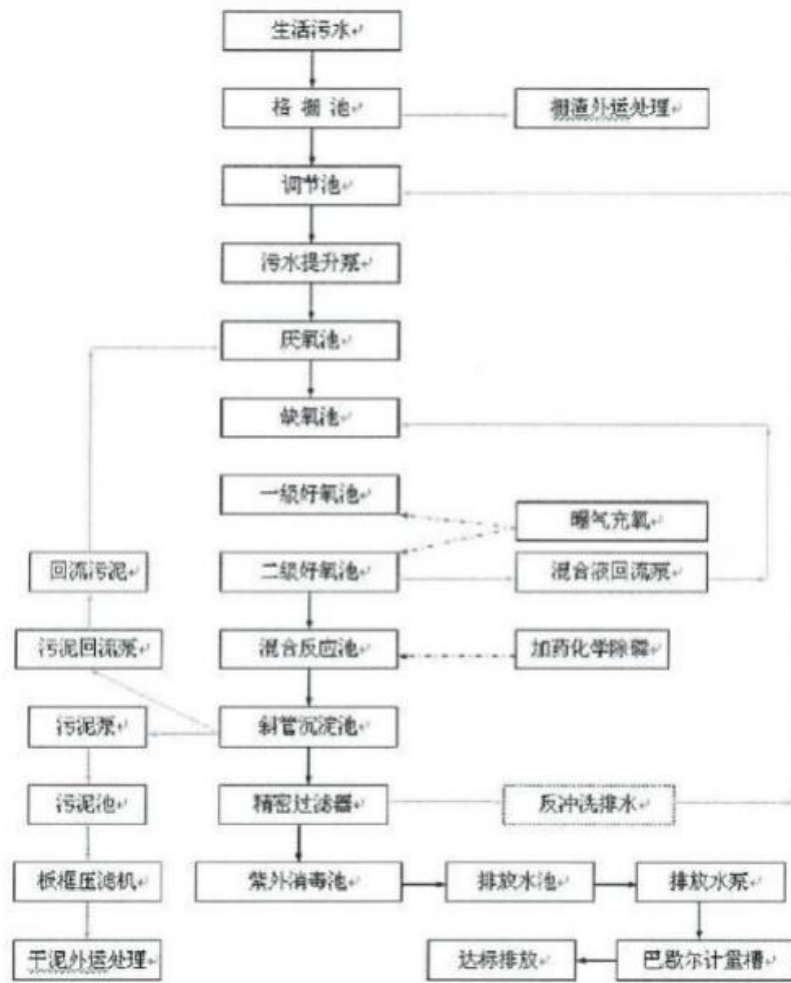 生活污水
格 栅 池
栅渣外运处理
调节池
污水提升泵
厌氧池
缺氧池
一级好氧池
曝气充氧
回流污泥
二级好氧池
混合液回流泵
污泥回流泵
混合反应池
加药化学除磷
污泥泵
斜管沉淀池
污泥池
精密过滤器
反冲洗排水
板框压滤机
紫外消毒池
排放水池
排放水泵
干泥外运处理
达标排放
巴歇尔计量槽